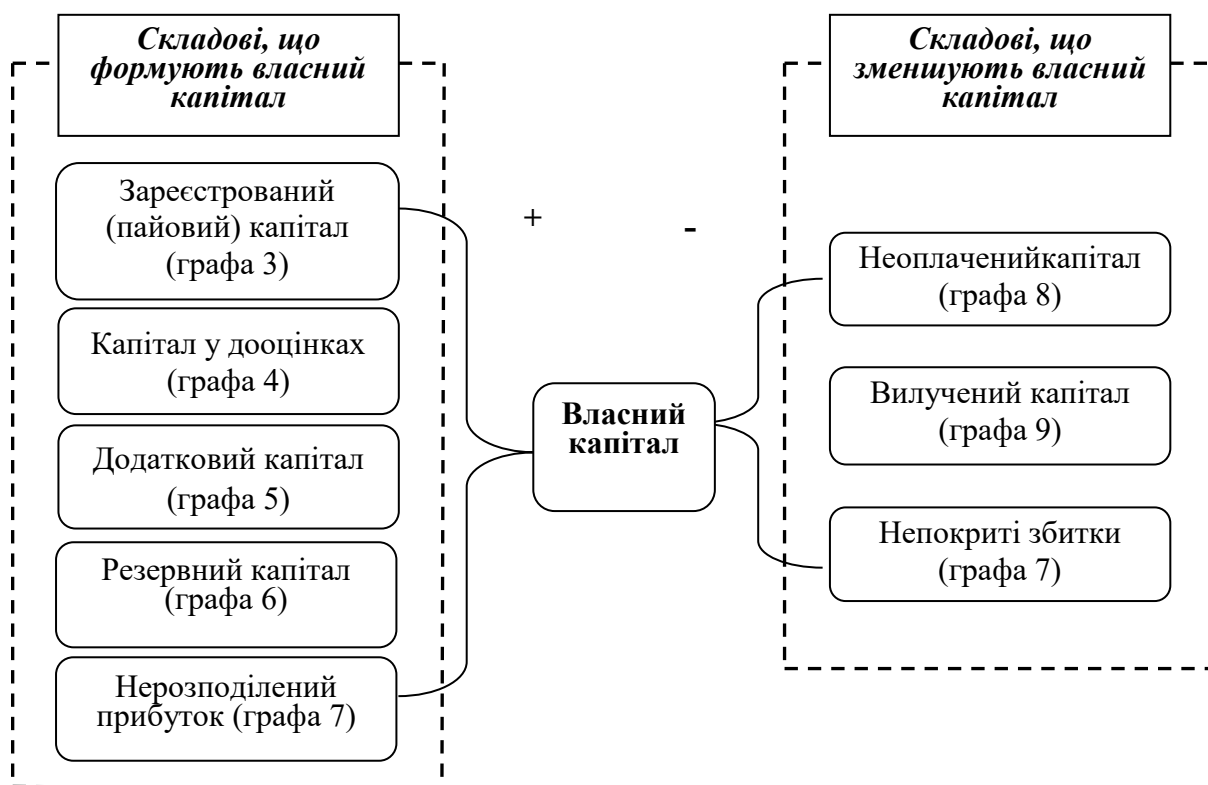 Складові, що
формують власний
капітал
Зареєстрований
(пайовий) капітал
(графа 3)
Капітал у дооцінках
(графа 4)
Додатковий капітал
(графа 5)
Резервний капітал
(графа 6)
Нерозподілений
прибуток (графа 7)
+
-
Власний
капітал
Складові, що
зменшують власний
капітал
Неоплаченийкапітал
(графа 8)
Вилучений капітал
(графа 9)
Непокриті збитки
(графа 7)